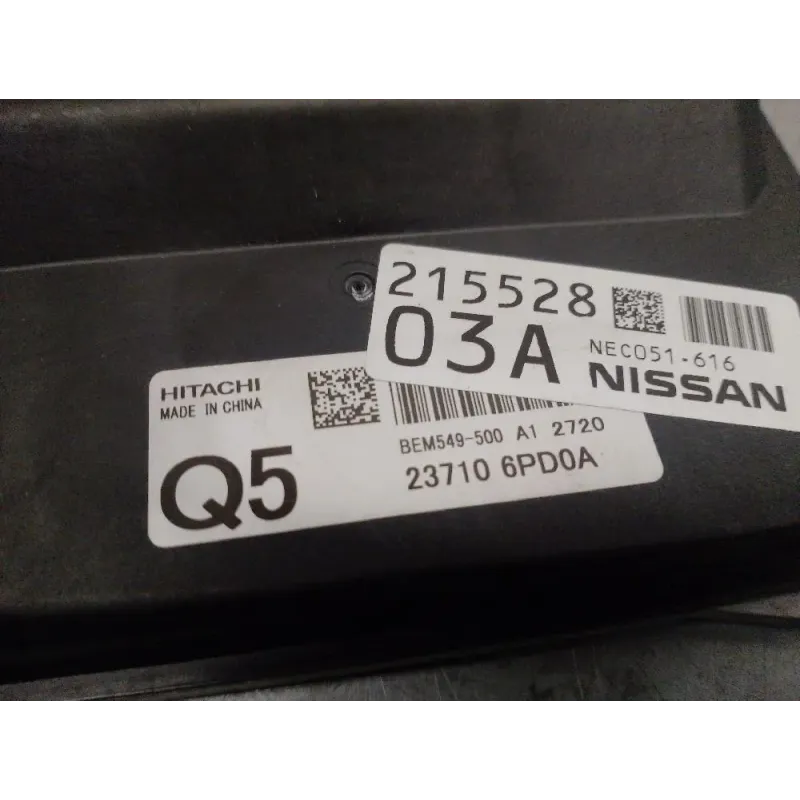 215528
03A
NEC051-616
NISSAN
HITACHI
MADE IN CHINA
Q5
BEM549-500 A1 2720
23710 6PD0A